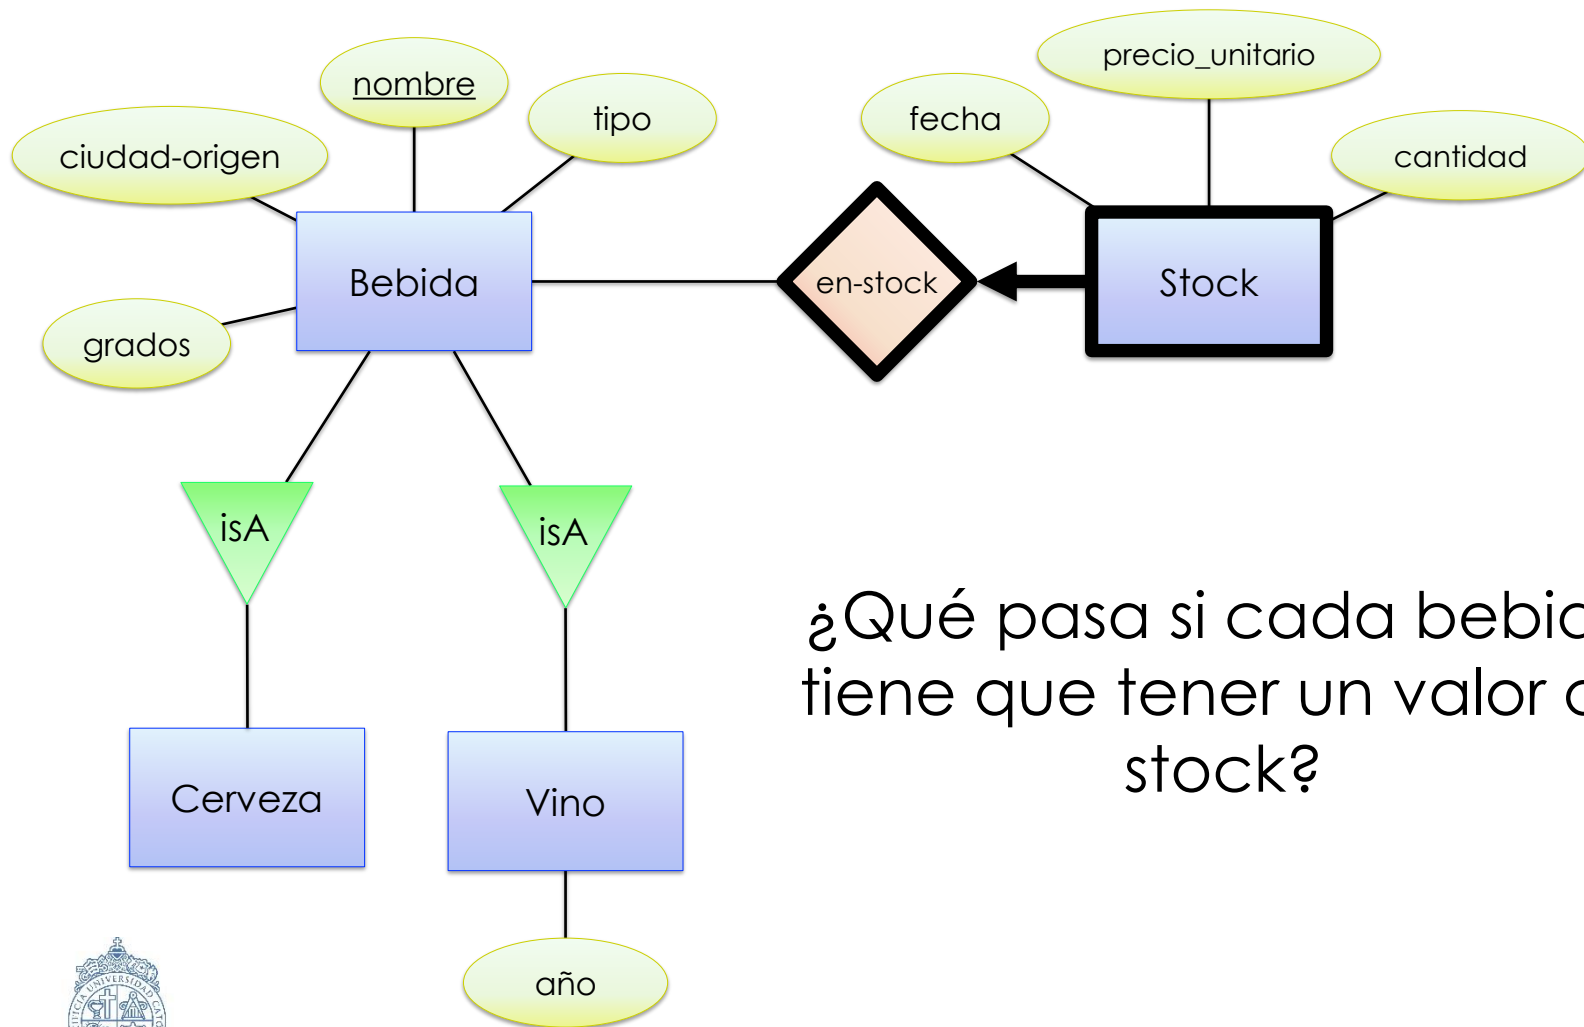 nombre
precio_unitario
ciudad-origen
tipo
fecha
cantidad
Bebida
en-stock
Stock
grados
isA
isA
¿Qué pasa si cada
tiene que tener un valor
stock?
Cerveza
Vino
año